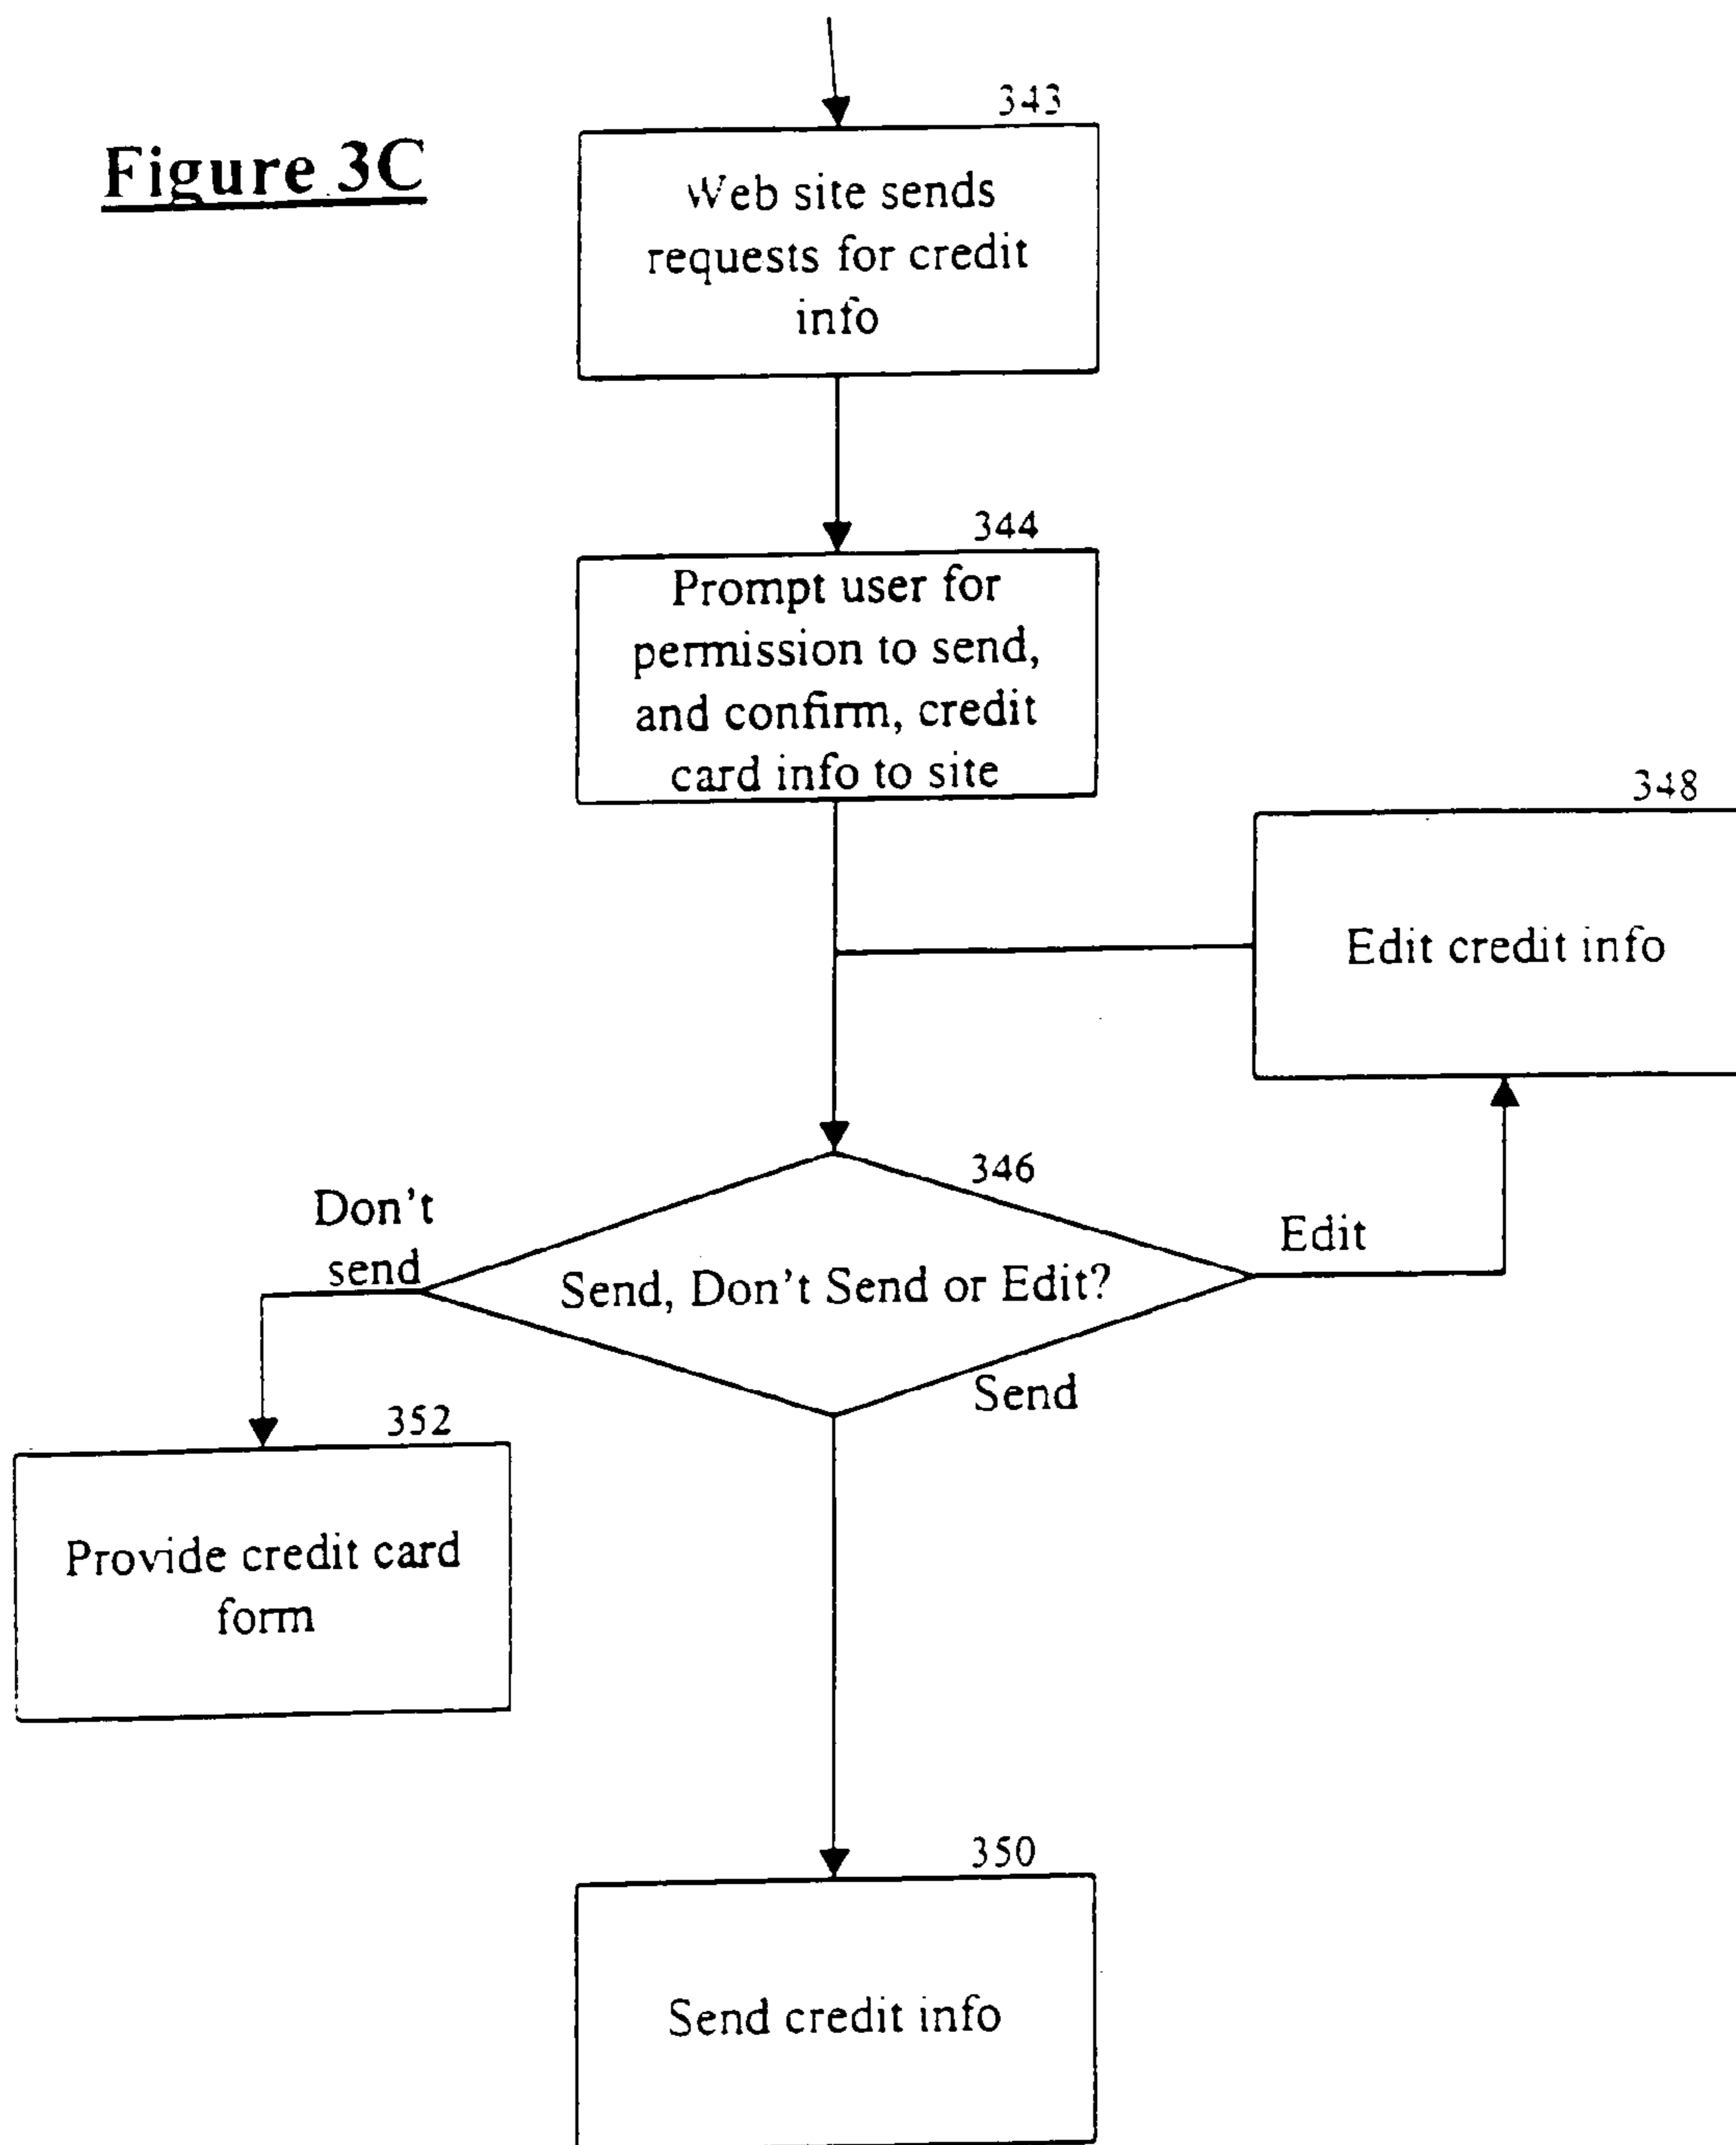 343
Figure 3C
Web site sends
requests for credit
info
344
Prompt user for
permission to send,
and confirm, credit
card info to site
348
Edit credit info
346
Don't
send
Edit
Send, Don't Send or Edit?
Send
352
Provide credit card
form
350
Send credit info